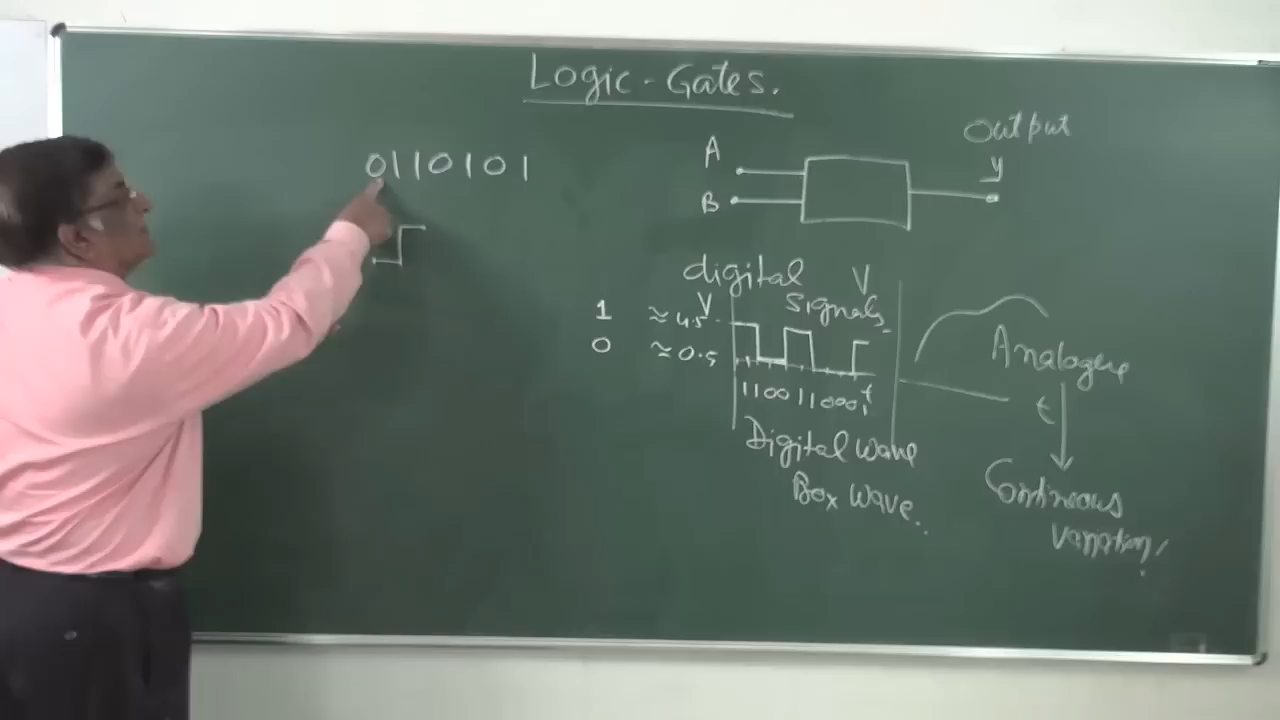 Logic-Gates.
0110101
A
B
Output
y
digital
signals
V
V
1 ≈4.5
0 ≈0.5
1100110001
t
Digital wave
Box wave..
Analogue
t
Continuous
variation!